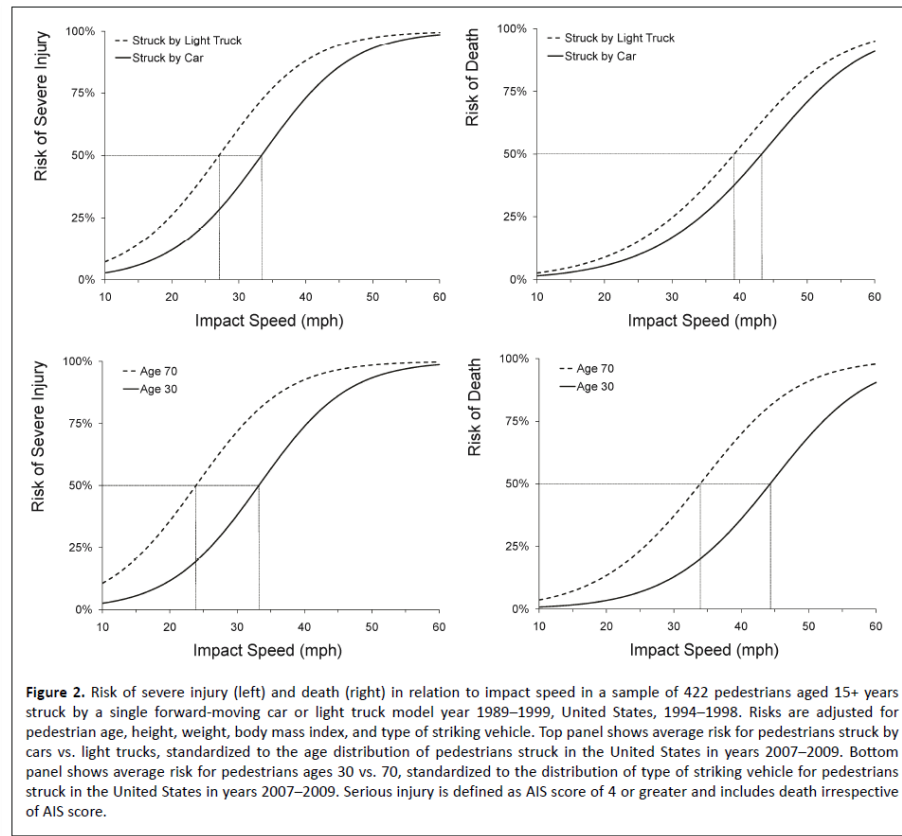 100%
75%
50%
25%
0%
Risk of Severe Injury
Struck by Light Truck
Struck by Car
10 20 30 40 50 60
Impact Speed (mph)
100%
75%
50%
25%
0%
Risk of Death
Struck by Light Truck
Struck by Car
10 20 30 40 50 60
Impact Speed (mph)
100%
75%
50%
25%
0%
Risk of Severe Injury
Age 70
Age 30
10 20 30 40 50 60
Impact Speed (mph)
100%
75%
50%
25%
0%
Risk of Death
Age 70
Age 30
10 20 30 40 50 60
Impact Speed (mph)
Figure 2. Risk of severe injury (left) and death (right) in relation to impact speed in a sample of 422 pedestrians aged 15+ years
struck by a single forward-moving car or light truck model year 1989–1999, United States, 1994–1998. Risks are adjusted for
pedestrian age, height, weight, body mass index, and type of striking vehicle. Top panel shows average risk for pedestrians struck by
cars vs. light trucks, standardized to the age distribution of pedestrians struck in the United States in years 2007–2009. Bottom
panel shows average risk for pedestrians ages 30 vs. 70, standardized to the distribution of type of striking vehicle for pedestrians
struck in the United States in years 2007–2009. Serious injury is defined as AIS score of 4 or greater and includes death irrespective
of AIS score.